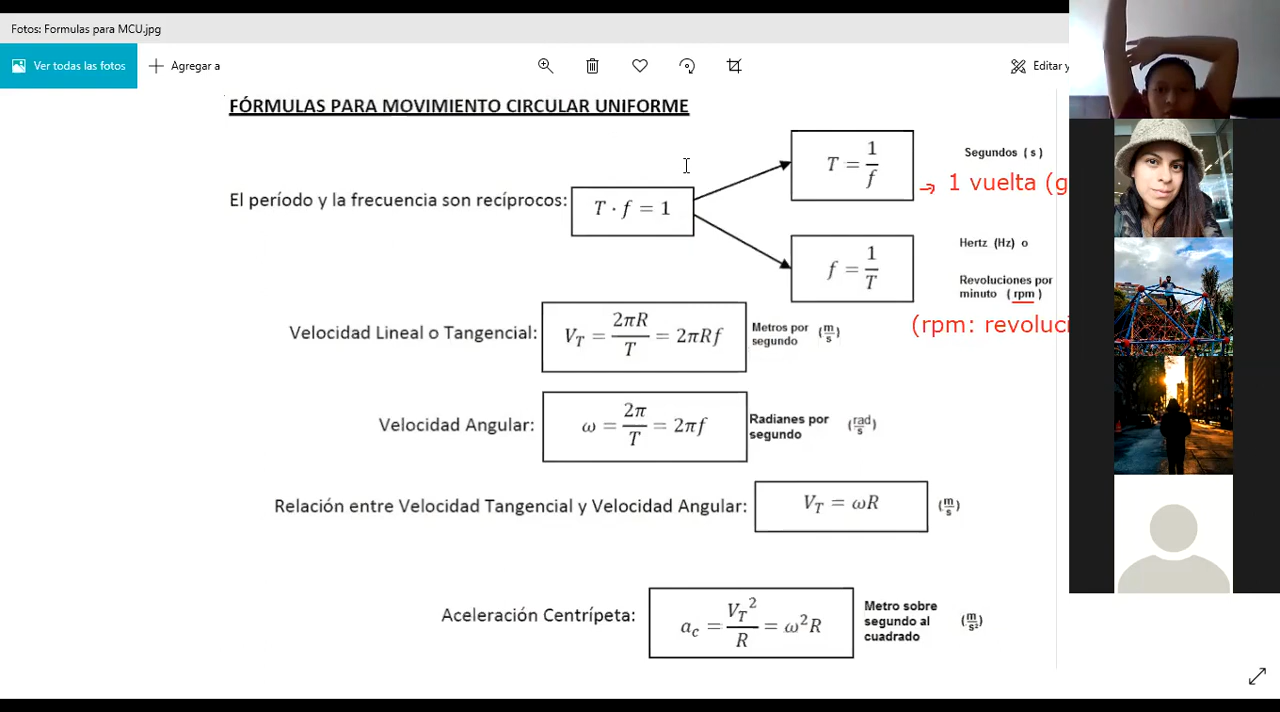 Fotos: Formulas para MCU.jpg
Ver todas las fotos
Agregar a
Editar y
FÓRMULAS PARA MOVIMIENTO CIRCULAR UNIFORME
El período y la frecuencia son recíprocos: T · f = 1
T = 1/f
Segundos ( s )
→ 1 vuelta (g
f = 1/T
Hertz (Hz) o
Revoluciones por
minuto ( rpm )
(rpm: revoluci
Velocidad Lineal o Tangencial: V_T = 2πR/T = 2πRf
Metros por
segundo (m/s)
Velocidad Angular: ω = 2π/T = 2πf
Radianes por
segundo (rad/s)
Relación entre Velocidad Tangencial y Velocidad Angular: V_T = ωR (m/s)
Aceleración Centrípeta: a_c = V_T²/R = ω²R
Metro sobre
segundo al
cuadrado (m/s²)